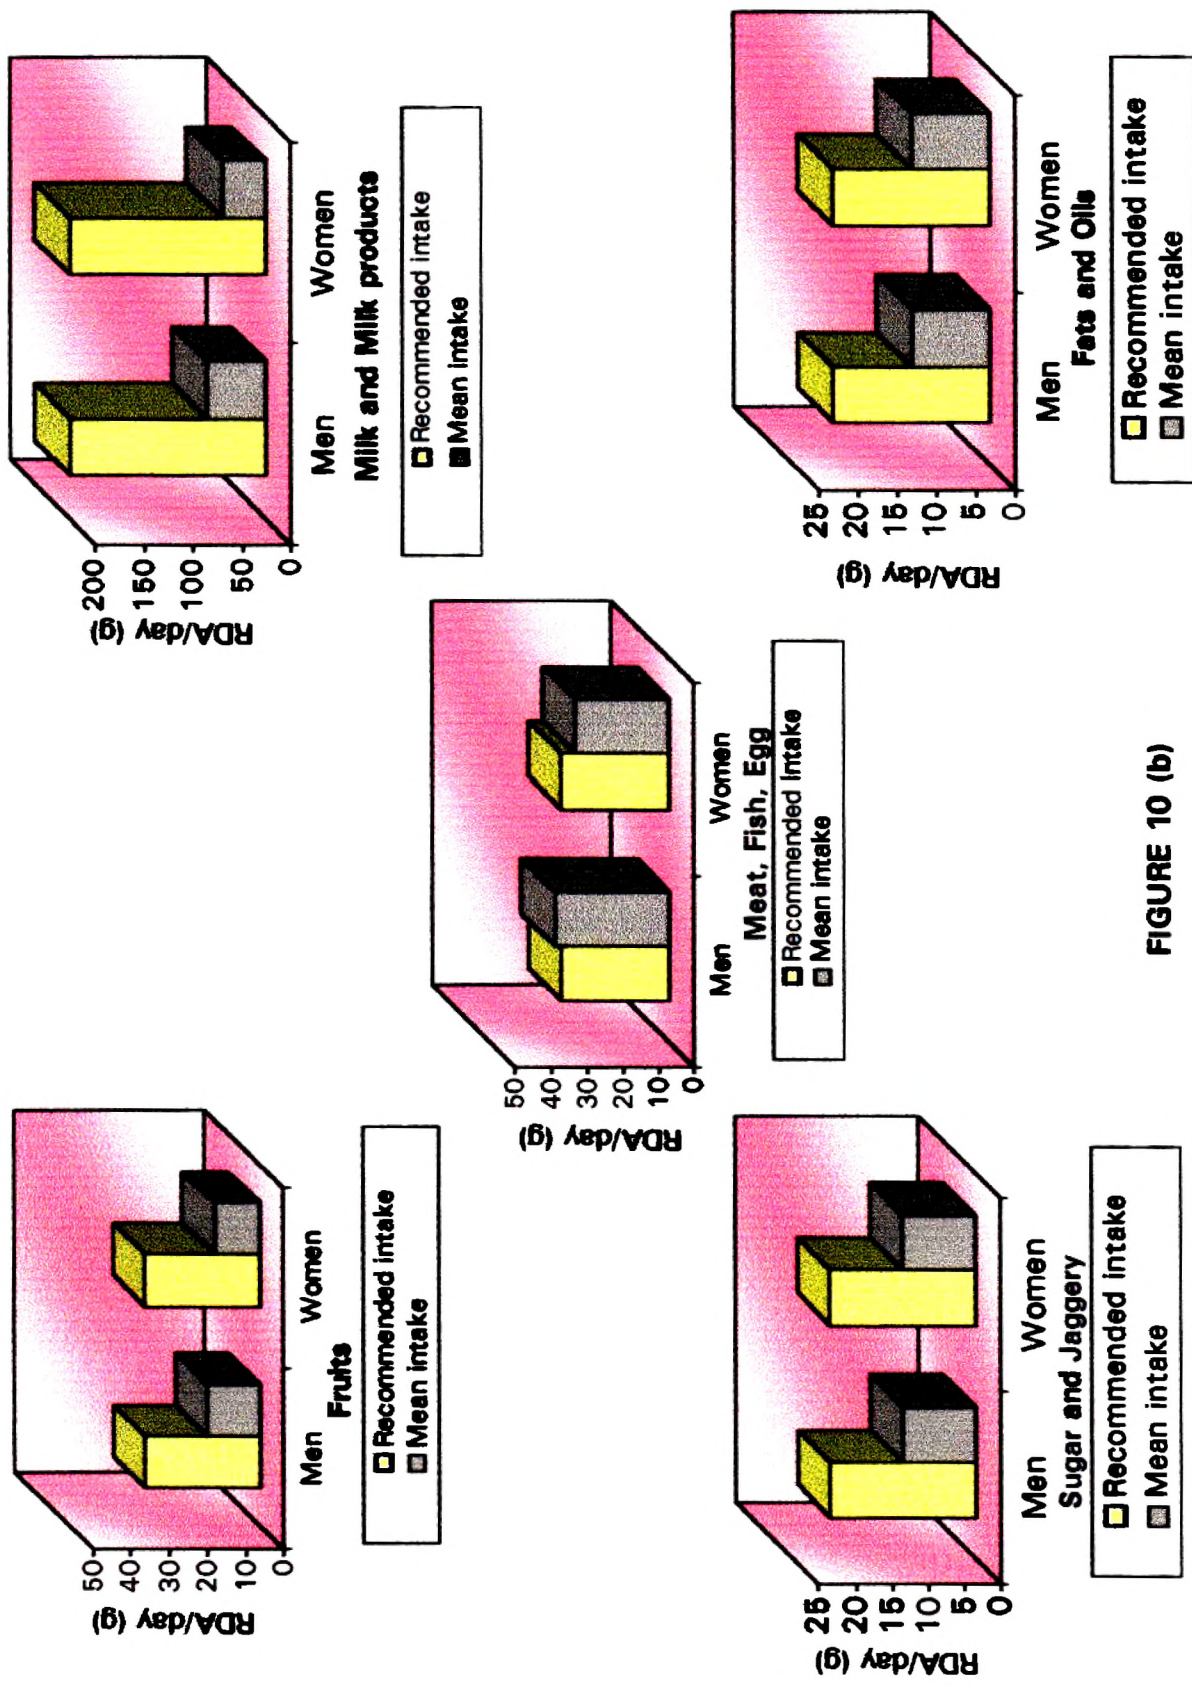 RDA/day (g)
50
40
30
20
10
0
Men
Women
Fruits
Recommended intake
Mean intake
RDA/day (g)
200
150
100
50
0
Men
Women
Milk and Milk products
Recommended intake
Mean intake
RDA/day (g)
50
40
30
20
10
0
Men
Women
Meat, Fish, Egg
Recommended Intake
Mean intake
RDA/day (g)
25
20
15
10
5
0
Men
Women
Sugar and Jaggery
Recommended intake
Mean intake
RDA/day (g)
25
20
15
10
5
0
Men
Women
Fats and Oils
Recommended intake
Mean intake
FIGURE 10 (b)